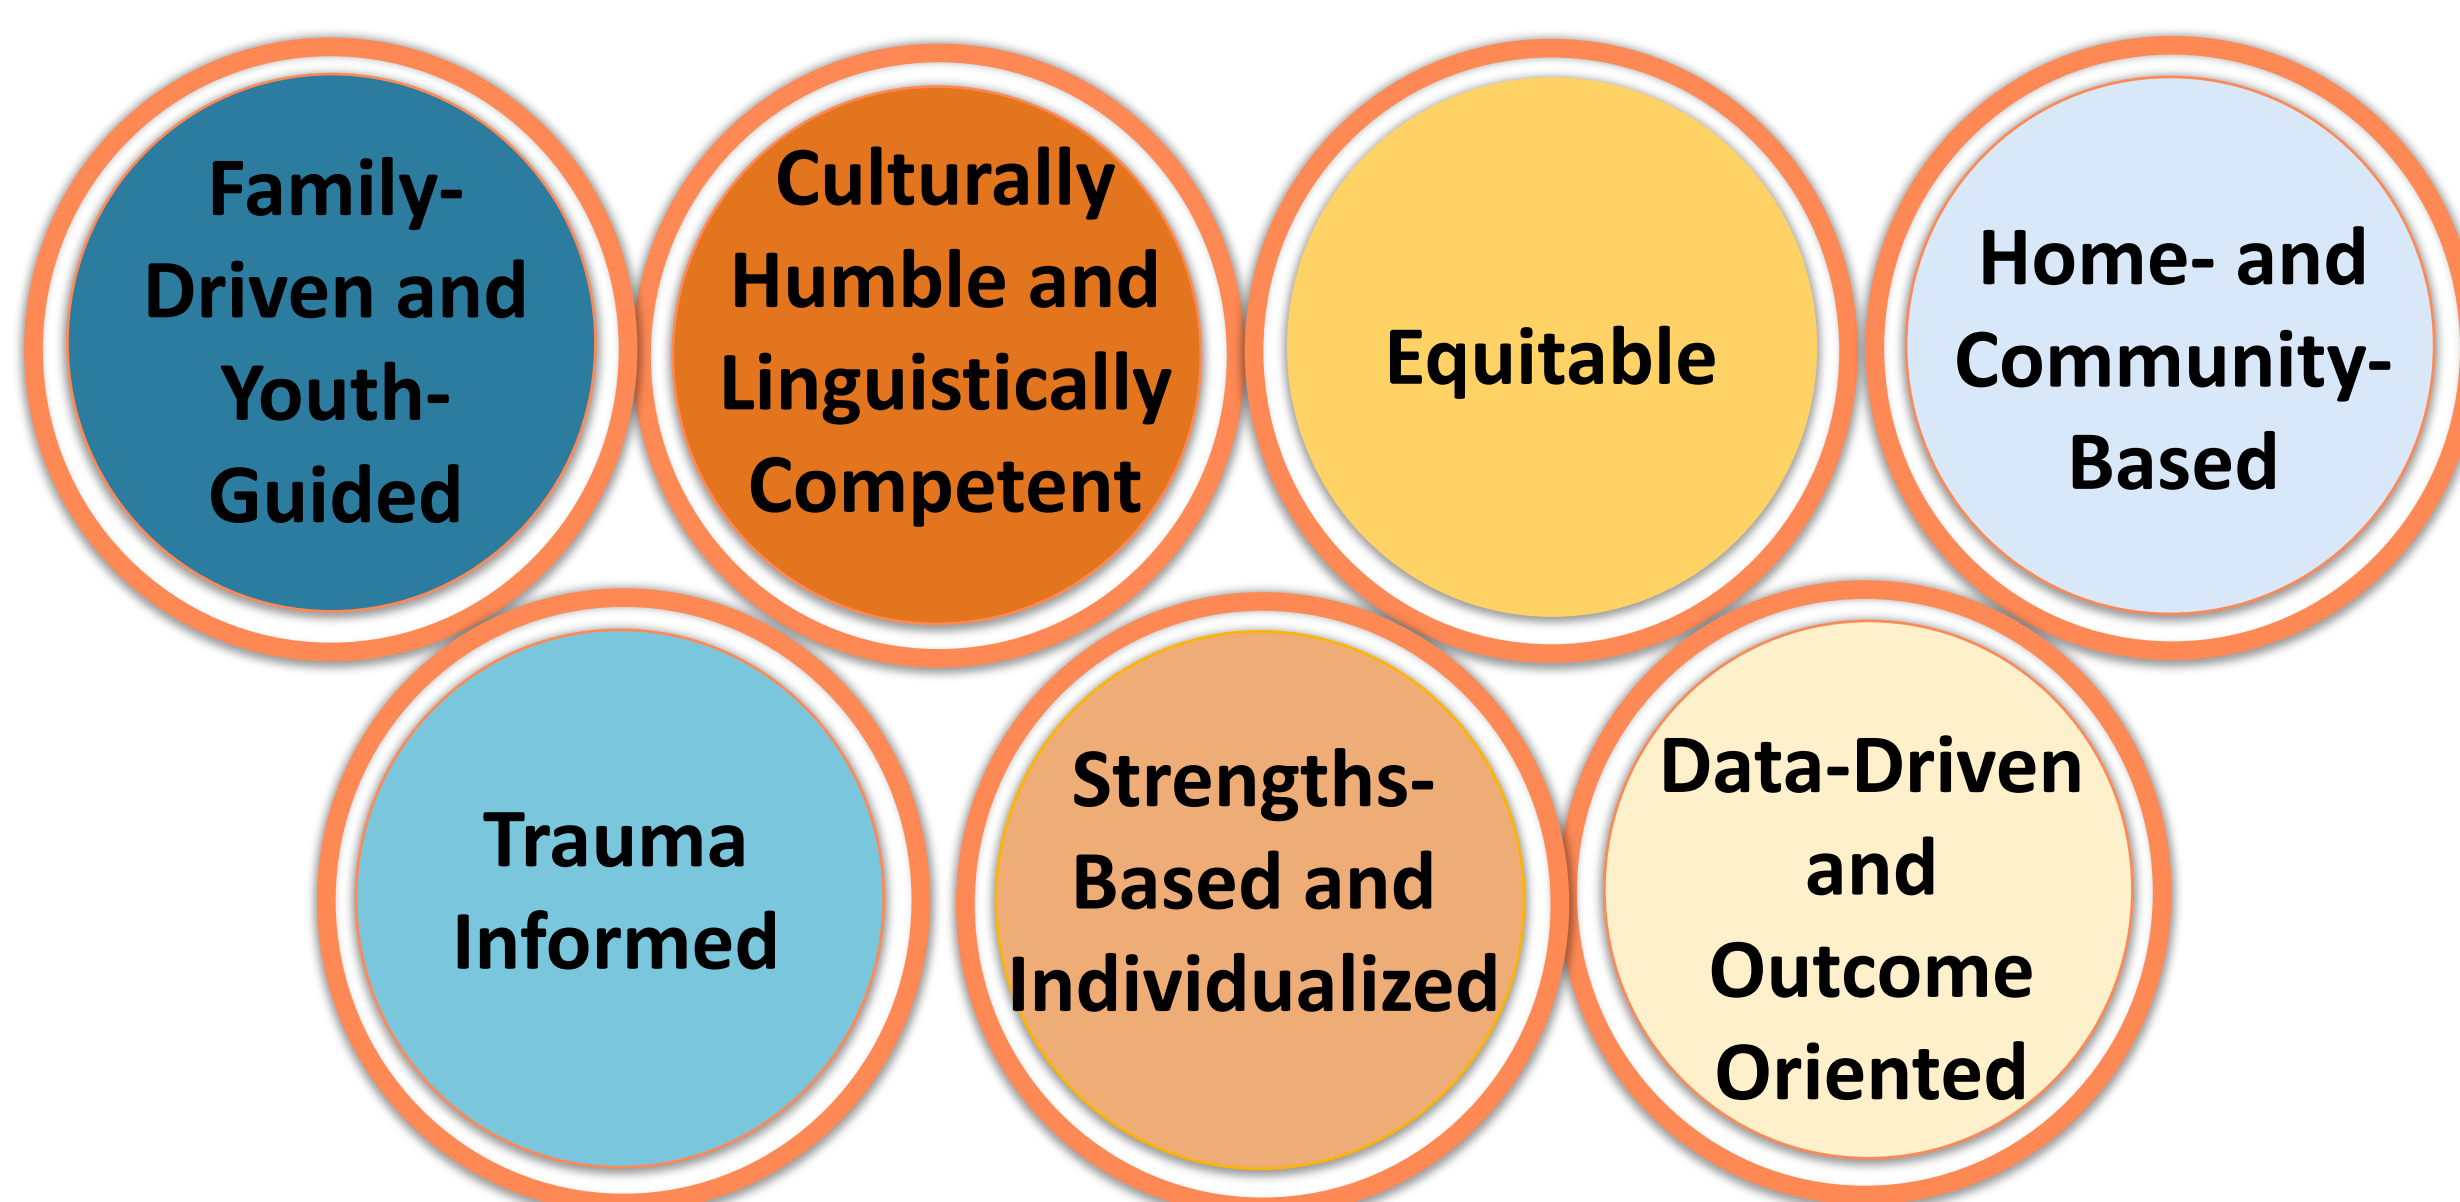 Family-
Driven and
Youth-
Guided
Culturally
Humble and
Linguistically
Competent
Equitable
Home- and
Community-
Based
Trauma
Informed
Strengths-
Based and
Individualized
Data-Driven
and
Outcome
Oriented